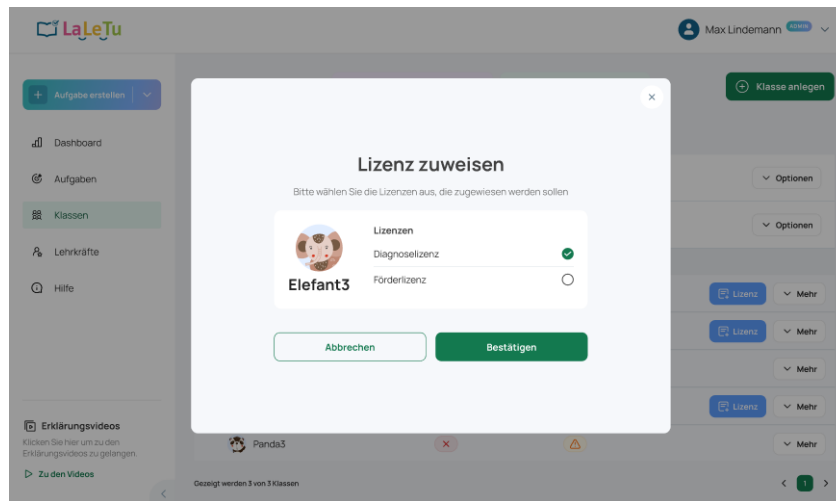 LaLeTu
Max Lindemann ADMIN
Aufgabe erstellen
Klasse anlegen
Dashboard
Aufgaben
Klassen
Lehrkräfte
Hilfe
Erklärungsvideos
Klicken Sie hier um zu den
Erklärungsvideos zu gelangen.
Zu den Videos
Lizenz zuweisen
Bitte wählen Sie die Lizenzen aus, die zugewiesen werden sollen
Elefant3
Lizenzen
Diagnoselizenz
Förderlizenz
Abbrechen
Bestätigen
Optionen
Optionen
Lizenz Mehr
Lizenz Mehr
Mehr
Lizenz Mehr
Panda3
Mehr
Gezeigt werden 3 von 3 Klassen
1